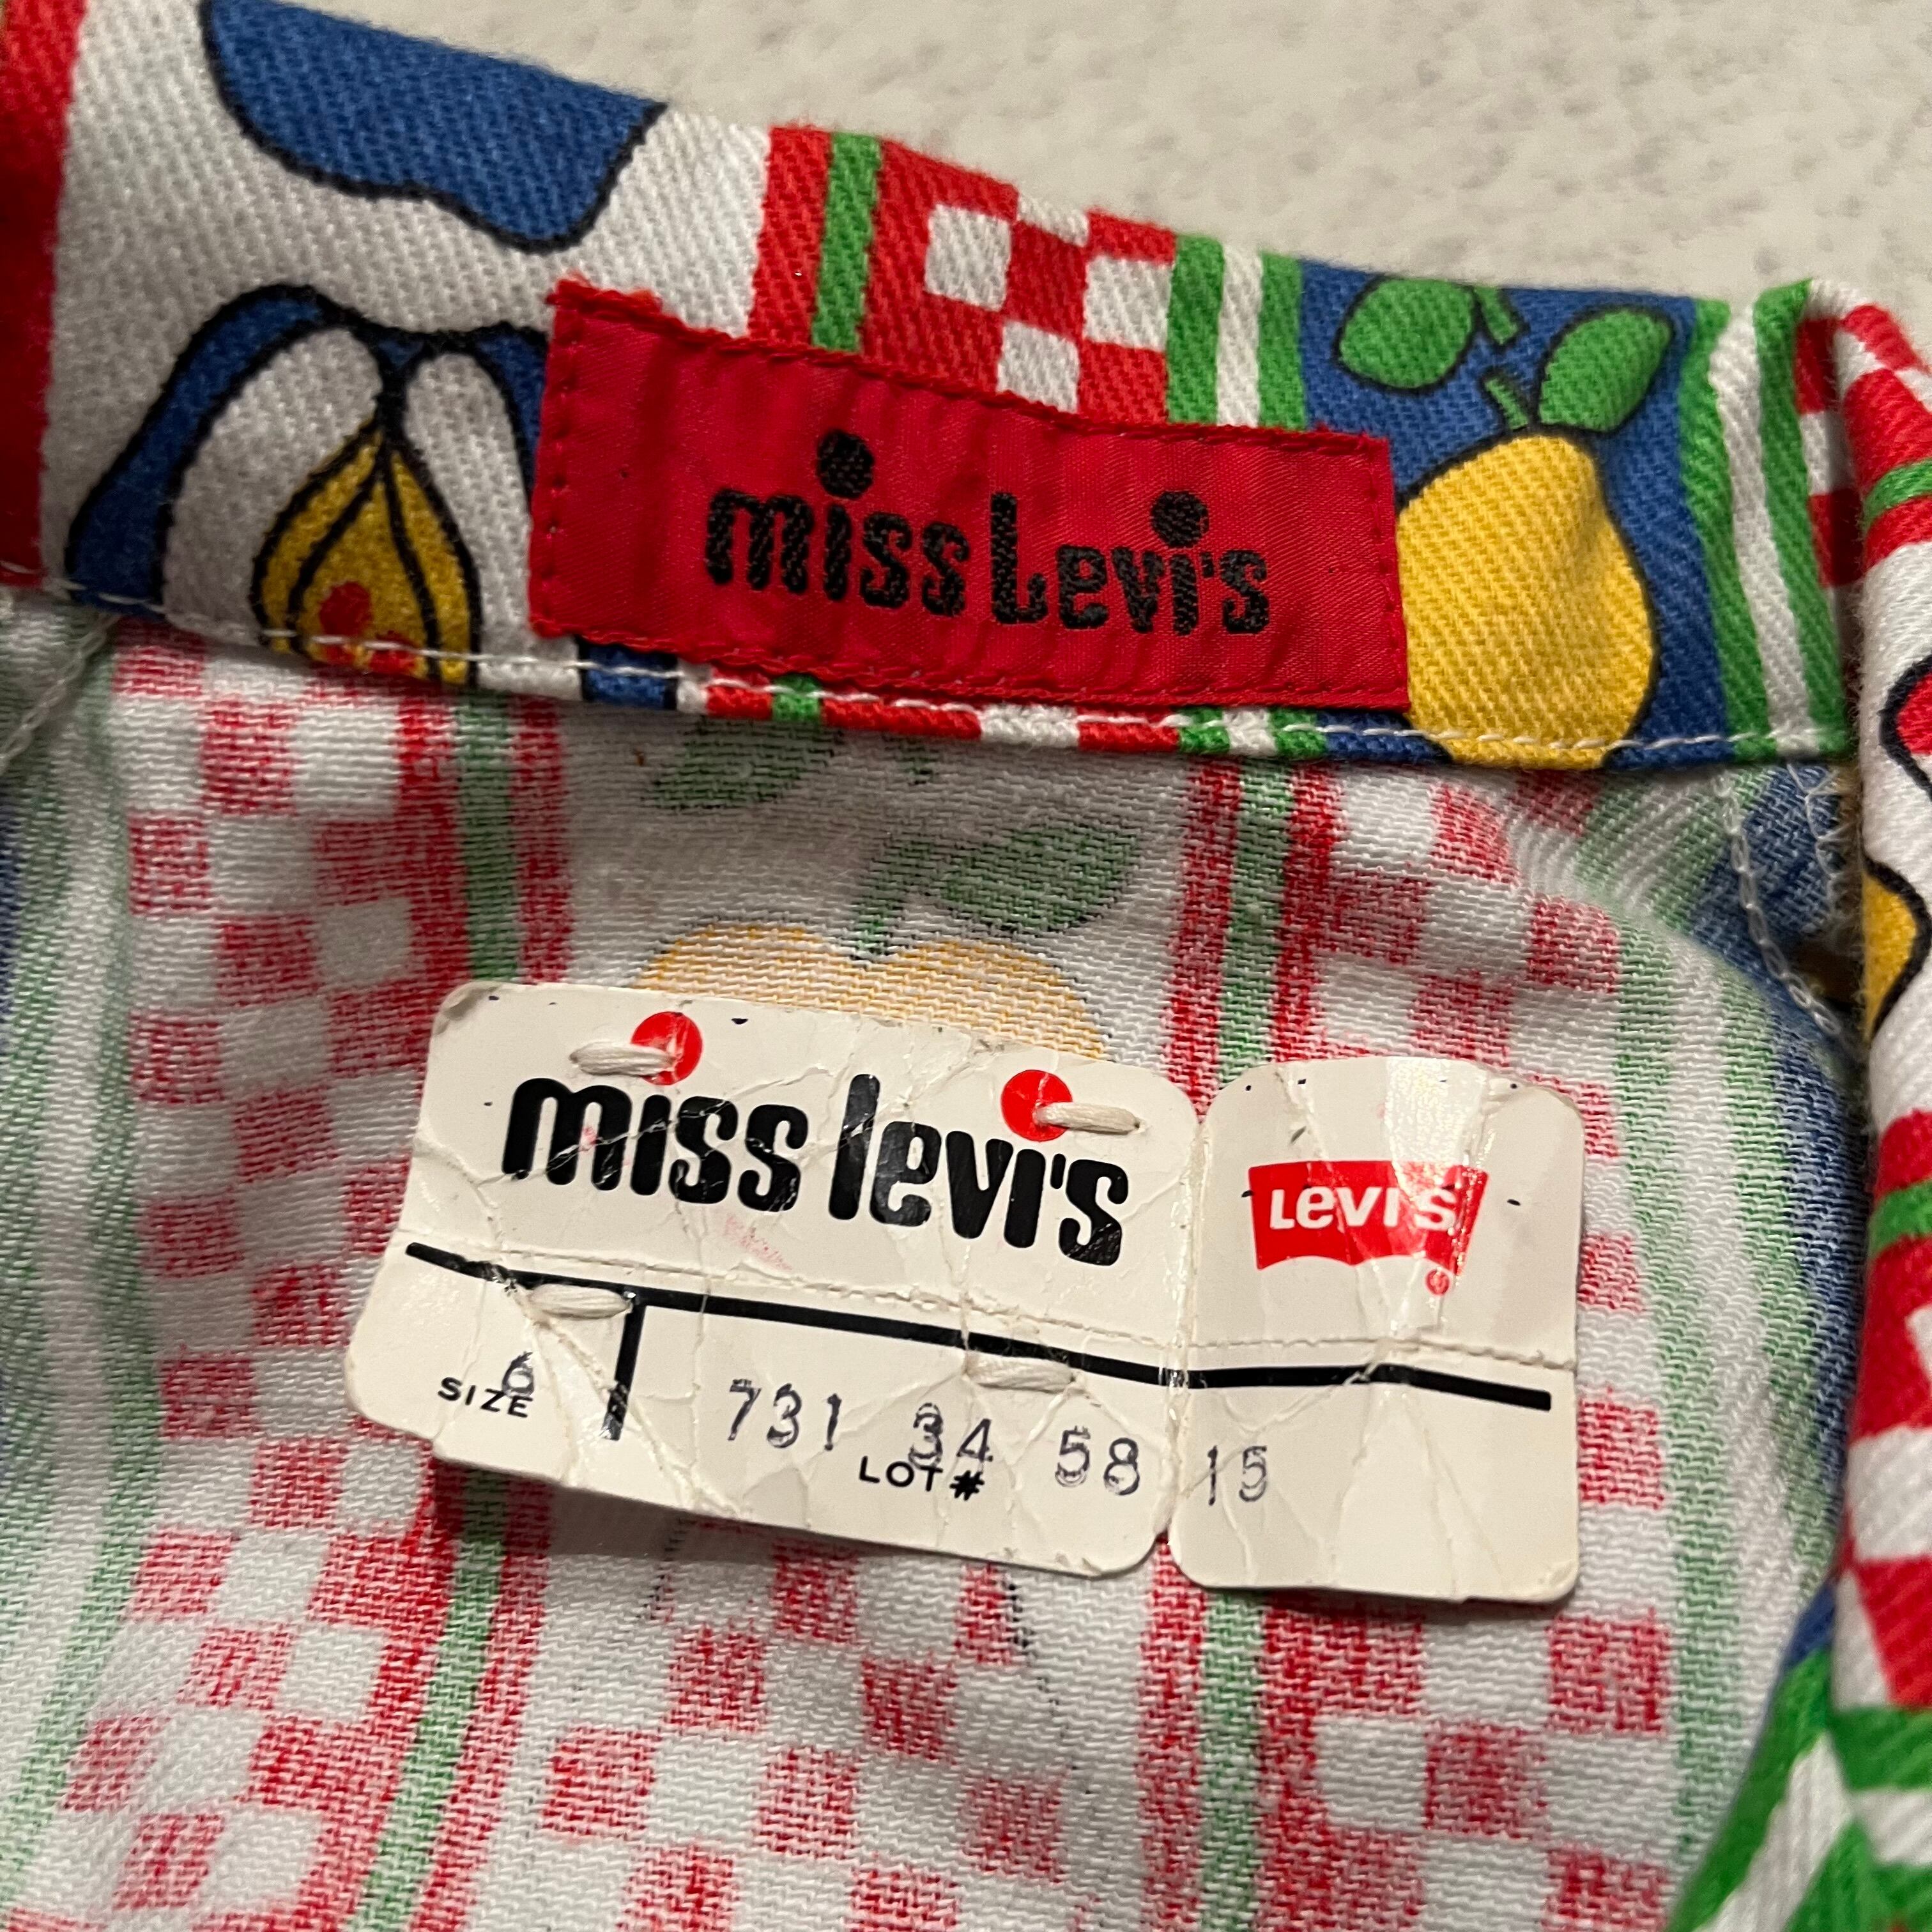 miss Levi's
miss levi's
LEVI'S
®
6
SIZE
731 34 58 15
LOT #